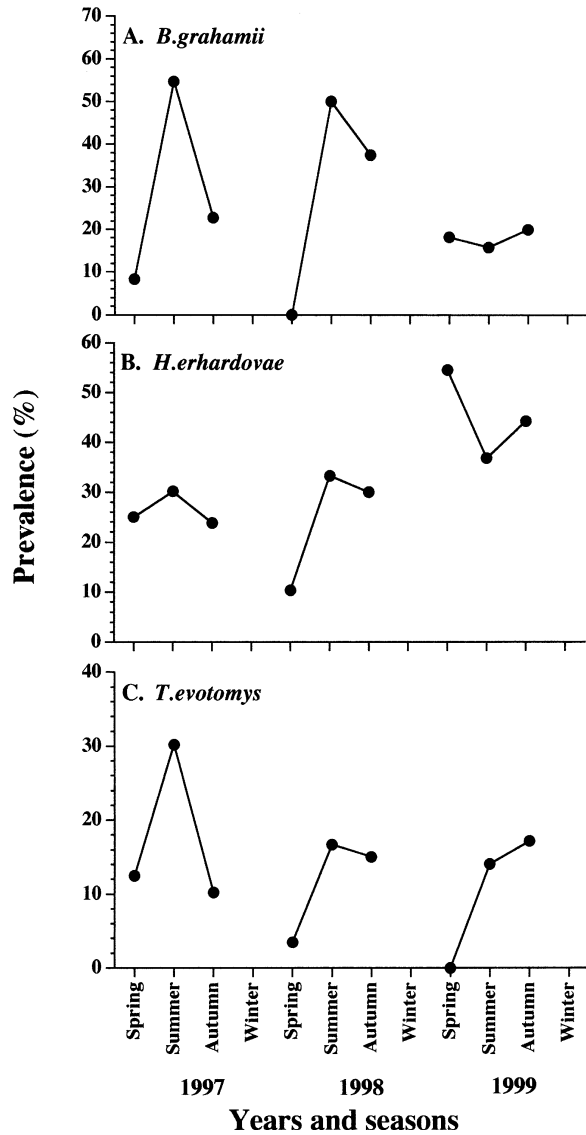 70
A. B.grahamii
60
50
40
30
20
10
0
60
B. H.erhardovae
50
40
30
20
10
0
Prevalence (%)
40
C. T.evotomys
30
20
10
0
Spring Summer Autumn Winter Spring Summer Autumn Winter Spring Summer Autumn Winter
1997 1998 1999
Years and seasons